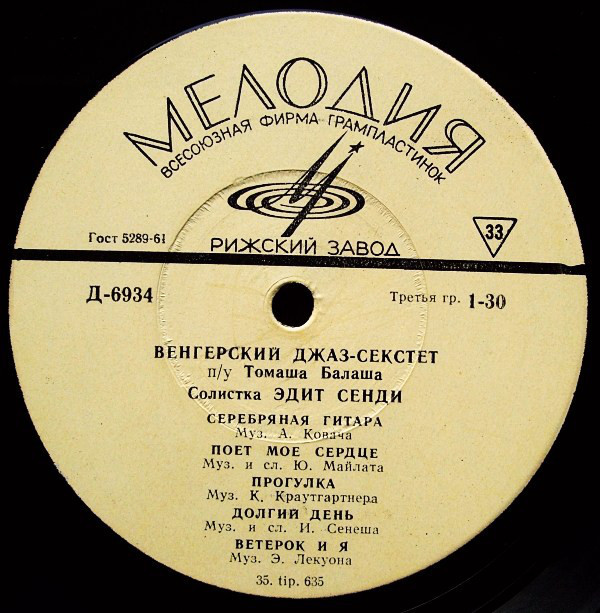 МЕЛОДИЯ
ВСЕСОЮЗНАЯ ФИРМА ГРАМПЛАСТИНОК
Гост 5289-61
РИЖСКИЙ ЗАВОД
33
Д-6934
Третья гр. 1-30
ВЕНГЕРСКИЙ ДЖАЗ-СЕКСТЕТ
п/у Томаша Балаша
Солистка ЭДИТ СЕНДИ
СЕРЕБРЯНАЯ ГИТАРА
Муз. А. Ковача
ПОЕТ МОЕ СЕРДЦЕ
Муз. и сл. Ю. Майлата
ПРОГУЛКА
Муз. К. Краутгартнера
ДОЛГИЙ ДЕНЬ
Муз. и сл. И. Сенеша
ВЕТЕРОК И Я
Муз. Э. Лекуона
35. tip. 635